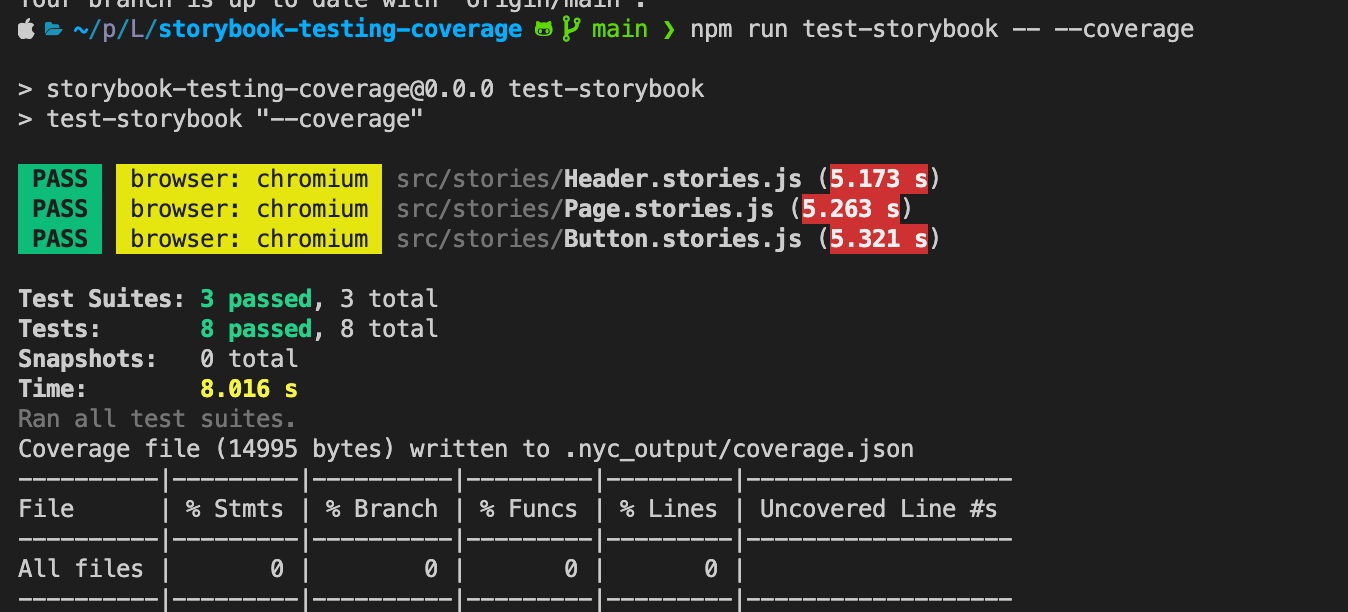 Your branch is up to date with 'origin/main'.
~/p/L/storybook-testing-coverage main ❯ npm run test-storybook -- --coverage
> storybook-testing-coverage@0.0.0 test-storybook
> test-storybook "--coverage"
PASS browser: chromium src/stories/Header.stories.js (5.173 s)
PASS browser: chromium src/stories/Page.stories.js (5.263 s)
PASS browser: chromium src/stories/Button.stories.js (5.321 s)
Test Suites: 3 passed, 3 total
Tests: 8 passed, 8 total
Snapshots: 0 total
Time: 8.016 s
Ran all test suites.
Coverage file (14995 bytes) written to .nyc_output/coverage.json
----------|---------|----------|---------|---------|-------------------
File | % Stmts | % Branch | % Funcs | % Lines | Uncovered Line #s
----------|---------|----------|---------|---------|-------------------
All files | 0 | 0 | 0 | 0 |
----------|---------|----------|---------|---------|-------------------